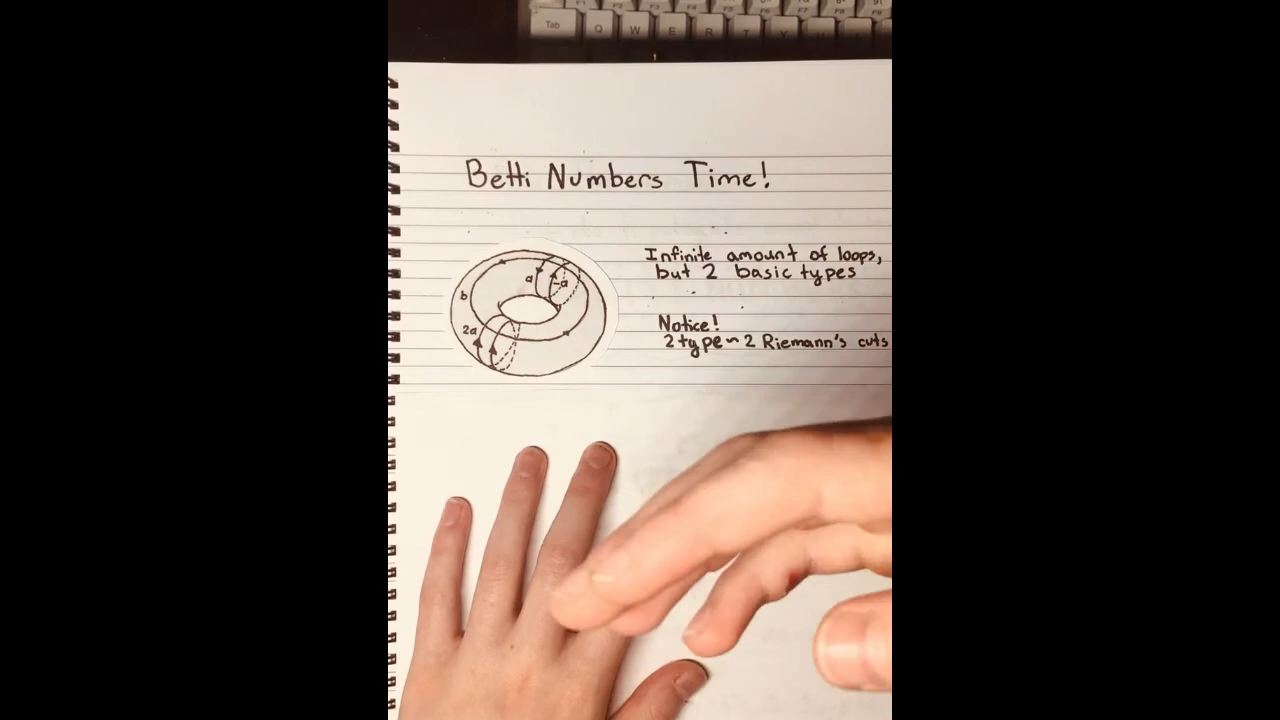 Tab Q W E R T Y U
Betti Numbers Time!
Infinite amount of loops,
but 2 basic types
a
-a
b
2a
Notice!
2 type ~ 2 Riemann's cuts